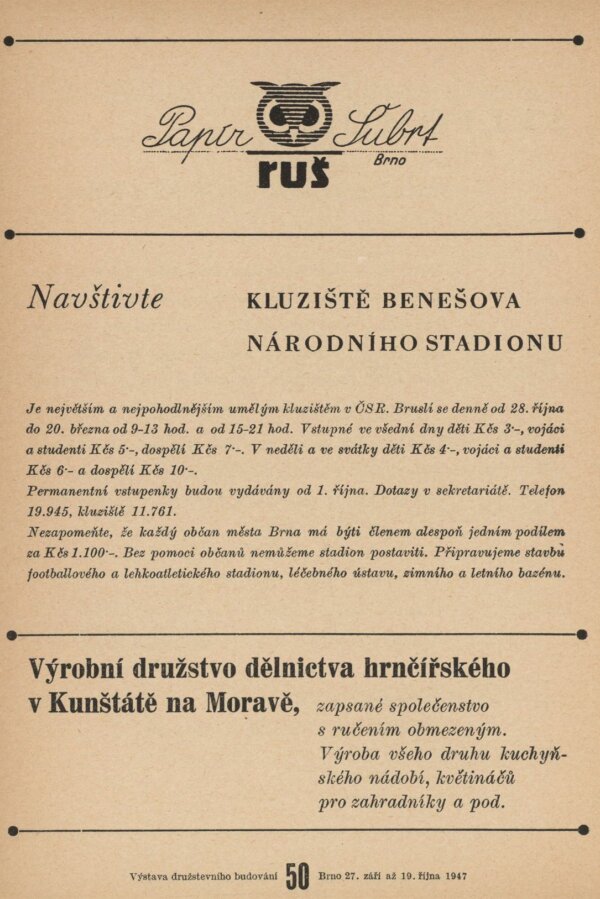 Papír Šubrt
Brno
ruš
Navštivte KLUZIŠTĚ BENEŠOVA
NÁRODNÍHO STADIONU
Je největším a nejpohodlnějším umělým kluzištěm v ČSR. Bruslí se denně od 28. října
do 20. března od 9-13 hod. a od 15-21 hod. Vstupné ve všední dny děti Kčs 3·-, vojáci
a studenti Kčs 5·-, dospělí Kčs 7·-. V neděli a ve svátky děti Kčs 4·-, vojáci a studenti
Kčs 6·- a dospělí Kčs 10·-.
Permanentní vstupenky budou vydávány od 1. října. Dotazy v sekretariátě. Telefon
19.945, kluziště 11.761.
Nezapomeňte, že každý občan města Brna má býti členem alespoň jedním podílem
za Kčs 1.100·-. Bez pomoci občanů nemůžeme stadion postaviti. Připravujeme stavbu
footballového a lehkoatletického stadionu, léčebného ústavu, zimního a letního bazénu.
Výrobní družstvo dělnictva hrnčířského
v Kunštátě na Moravě, zapsané společenstvo
s ručením obmezeným.
Výroba všeho druhu kuchyň-
ského nádobí, květináčů
pro zahradníky a pod.
Výstava družstevního budování 50 Brno 27. září až 19. října 1947